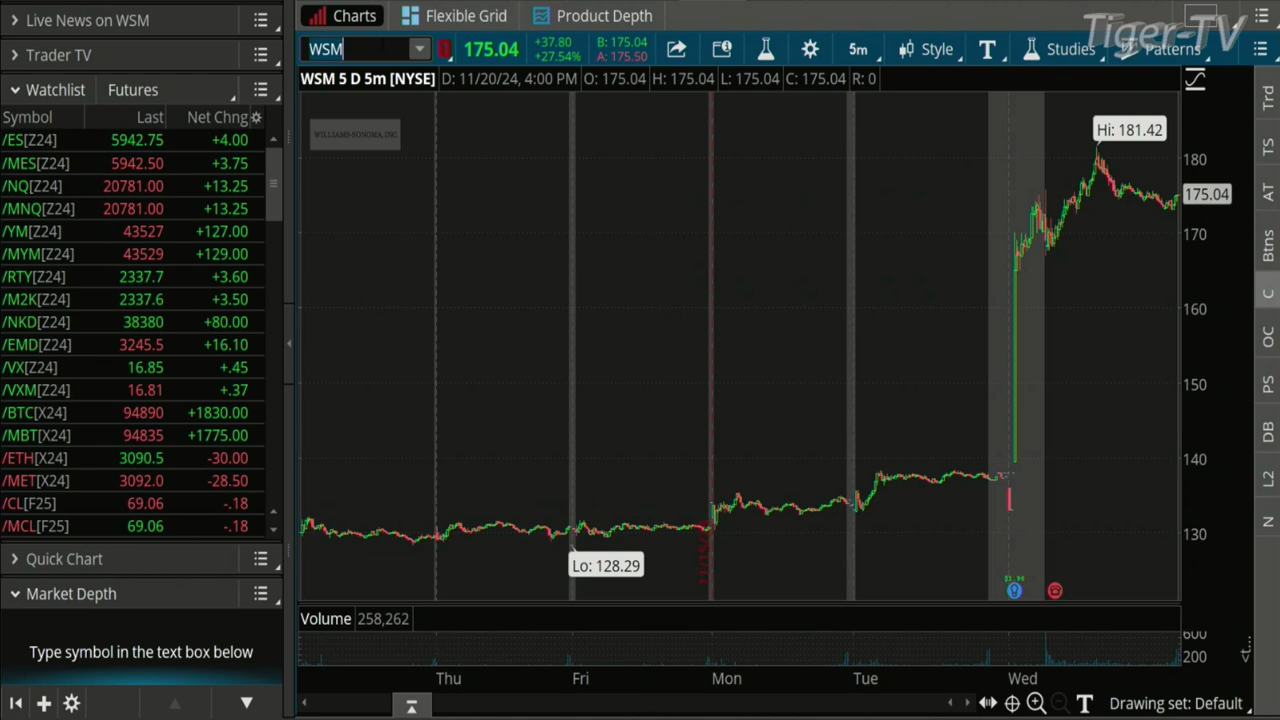 Live News on WSM
Charts
Flexible Grid
Product Depth
Tiger-TV
Trader TV
WSM
175.04
+37.80
+27.54%
B: 175.04
A: 175.50
5m
Style
T
Studies
Patterns
Watchlist
Futures
WSM 5 D 5m [NYSE]
D: 11/20/24, 4:00 PM
O: 175.04
H: 175.04
L: 175.04
C: 175.04
R: 0
Symbol Last Net Chng
/ES[Z24] 5942.75 +4.00
/MES[Z24] 5942.50 +3.75
/NQ[Z24] 20781.00 +13.25
/MNQ[Z24] 20781.00 +13.25
/YM[Z24] 43527 +127.00
/MYM[Z24] 43529 +129.00
/RTY[Z24] 2337.7 +3.60
/M2K[Z24] 2337.6 +3.50
/NKD[Z24] 38380 +80.00
/EMD[Z24] 3245.5 +16.10
/VX[Z24] 16.85 +.45
/VXM[Z24] 16.81 +.37
/BTC[X24] 94890 +1830.00
/MBT[X24] 94835 +1775.00
/ETH[X24] 3090.5 -30.00
/MET[X24] 3092.0 -28.50
/CL[F25] 69.06 -.18
/MCL[F25] 69.06 -.18
Quick Chart
Market Depth
Type symbol in the text box below
WILLIAMS-SONOMA, INC.
Hi: 181.42
Lo: 128.29
180
175.04
170
160
150
140
130
Volume 258,262
600
200
Thu
Fri
Mon
Tue
Wed
T
Drawing set: Default
Trd
TS
AT
Btns
C
OC
PS
DB
L2
N